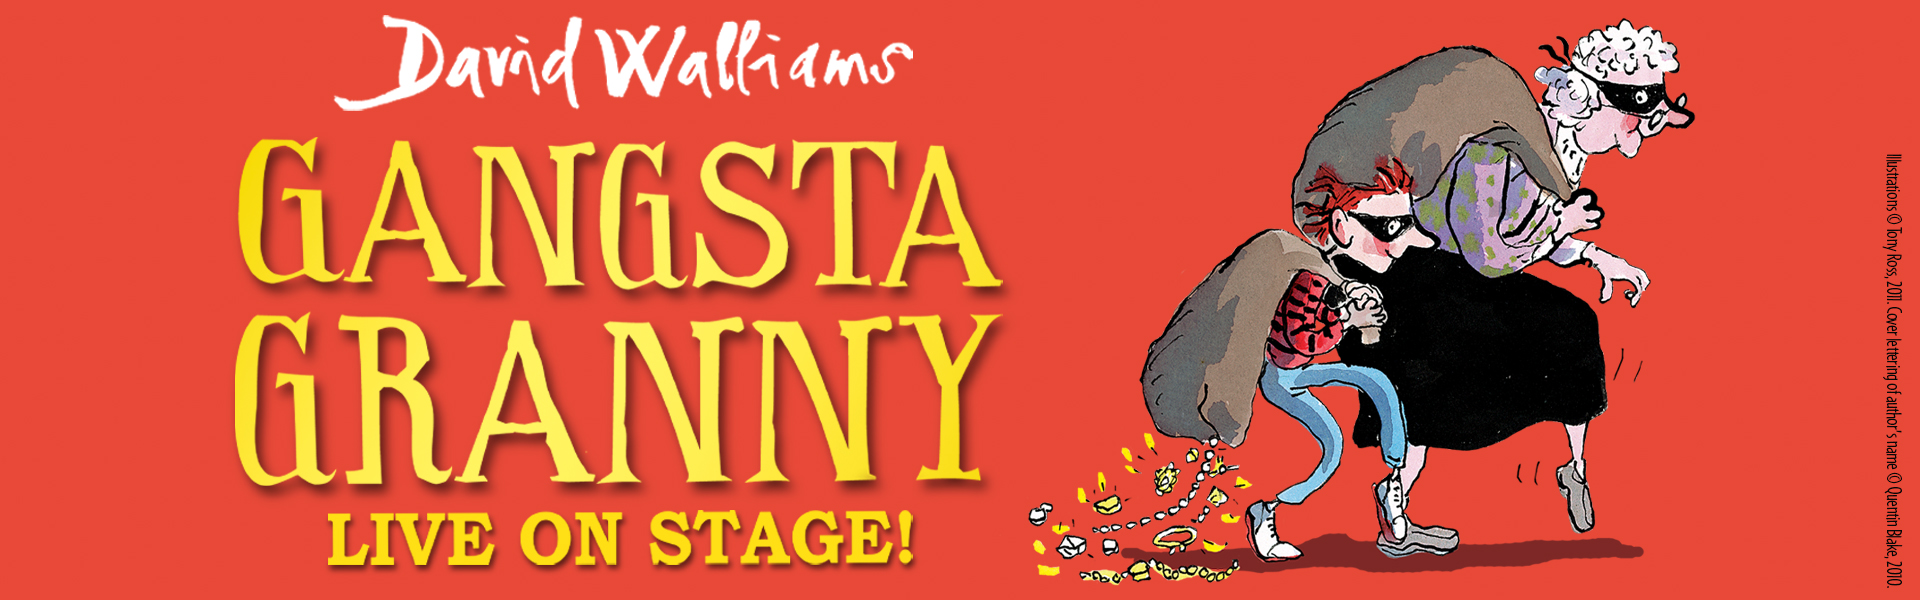 David Walliams
GANGSTA
GRANNY
LIVE ON STAGE!
Illustrations © Tony Ross, 2011. Cover lettering of author's name © Quentin Blake, 2010.